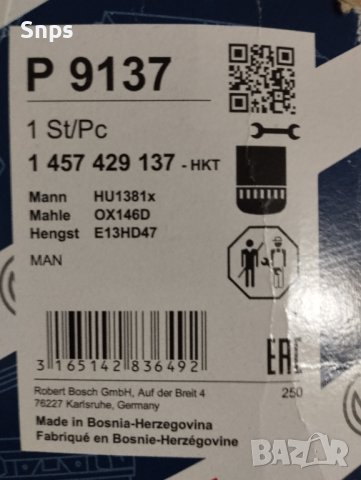 Snps
P 9137
1 St/Pc
1 457 429 137 - HKT
Mann HU1381x
Mahle OX146D
Hengst E13HD47
MAN
3 165142 836492
EAC
Robert Bosch GmbH, Auf der Breit 4
76227 Karlsruhe, Germany
250
Made in Bosnia-Herzegovina
Fabriqué en Bosnie-Herzégovine
BAZAR